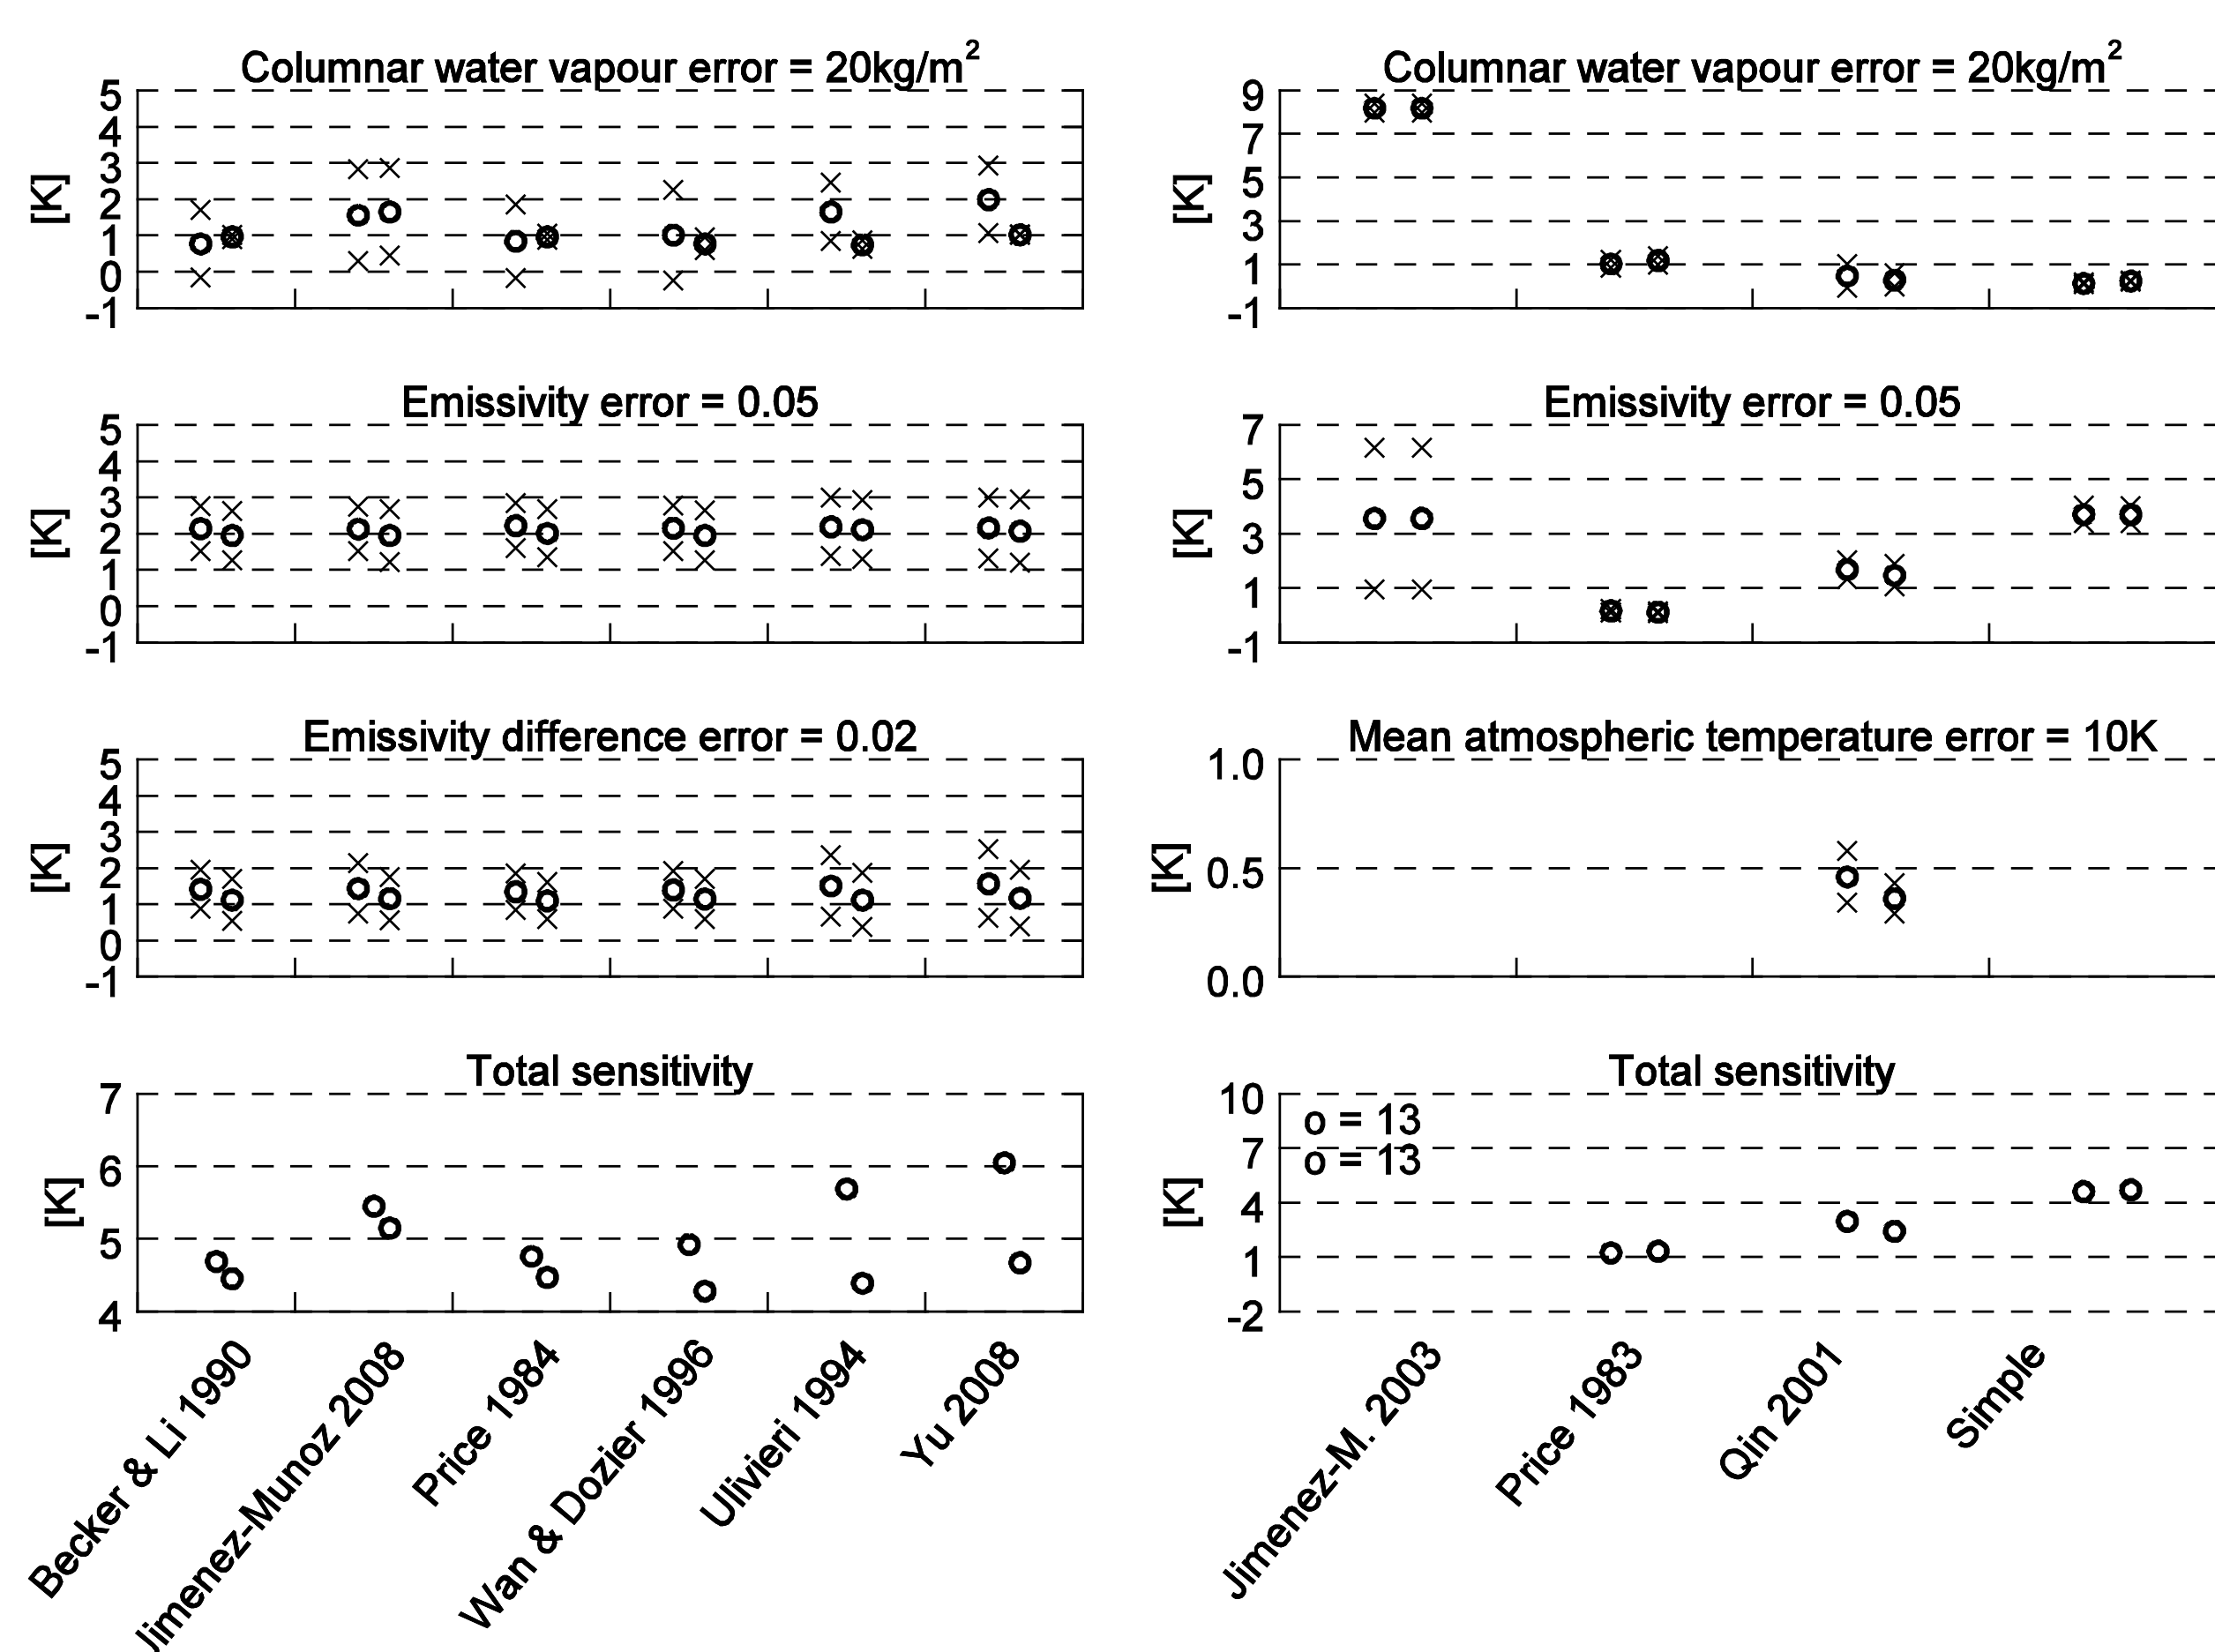 Columnar water vapour error = 20kg/m²
5
4
3
2
1
0
-1
[K]
Emissivity error = 0.05
5
4
3
2
1
0
-1
[K]
Emissivity difference error = 0.02
5
4
3
2
1
0
-1
[K]
Total sensitivity
7
6
5
4
[K]
Becker & Li 1990
Jimenez-Munoz 2008
Price 1984
Wan & Dozier 1996
Ulivieri 1994
Yu 2008
Columnar water vapour error = 20kg/m²
9
7
5
3
1
-1
[K]
Emissivity error = 0.05
7
5
3
1
-1
[K]
Mean atmospheric temperature error = 10K
1.0
0.5
0.0
[K]
Total sensitivity
10
7
4
1
-2
[K]
o = 13
o = 13
Jimenez-M. 2003
Price 1983
Qin 2001
Simple